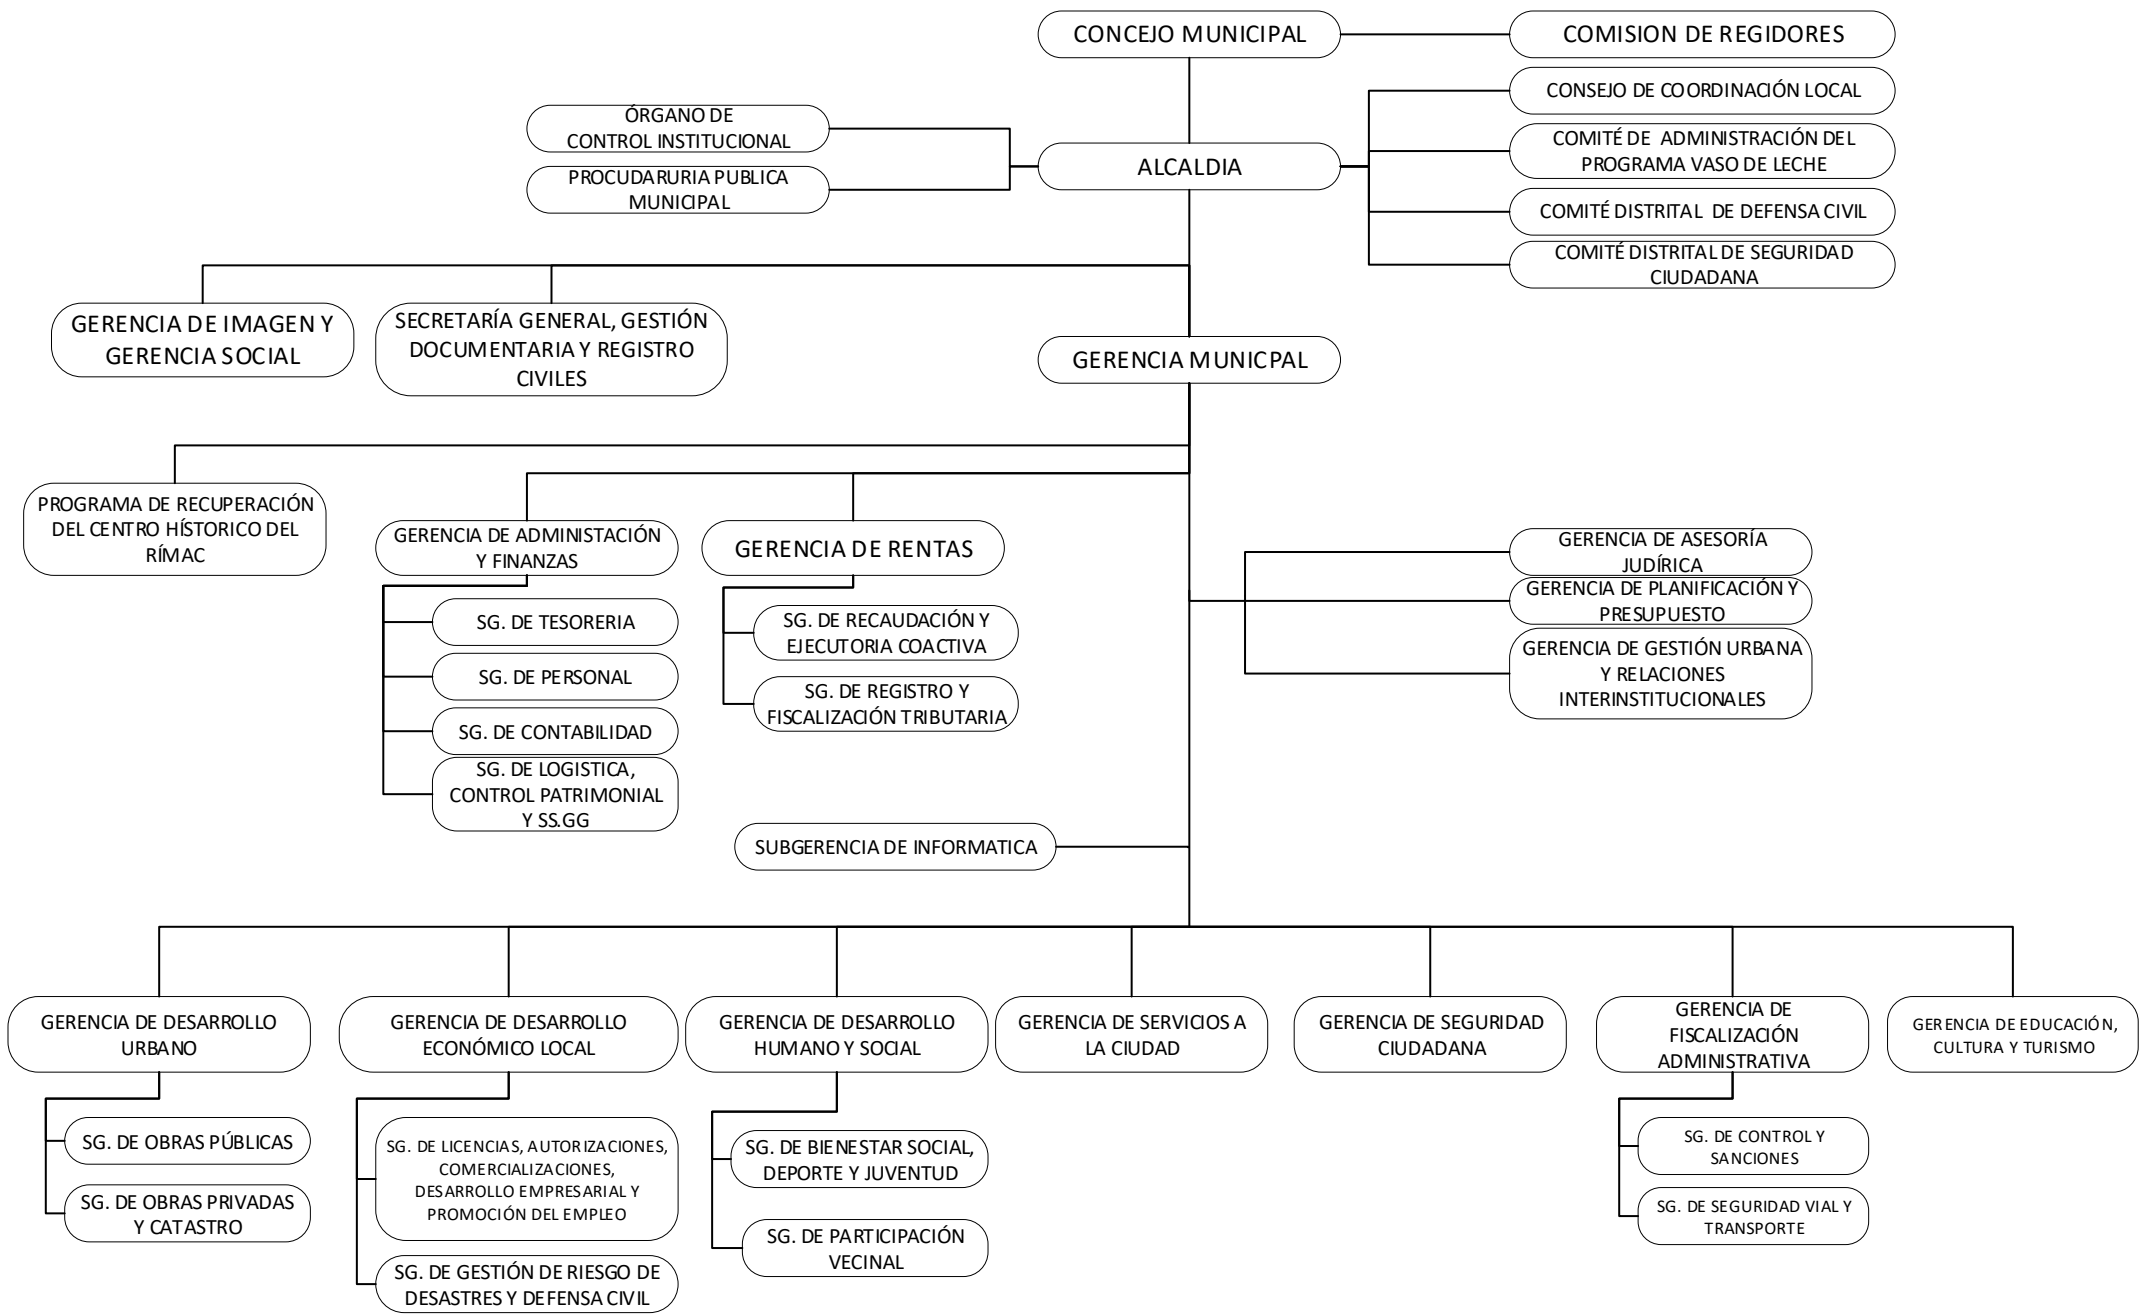 CONCEJO MUNICIPAL
COMISION DE REGIDORES
CONSEJO DE COORDINACIÓN LOCAL
ÓRGANO DE
CONTROL INSTITUCIONAL
COMITÉ DE ADMINISTRACIÓN DEL
PROGRAMA VASO DE LECHE
ALCALDIA
PROCUDARURIA PUBLICA
MUNICIPAL
COMITÉ DISTRITAL DE DEFENSA CIVIL
COMITÉ DISTRITAL DE SEGURIDAD
CIUDADANA
GERENCIA DE IMAGEN Y
GERENCIA SOCIAL
SECRETARÍA GENERAL, GESTIÓN
DOCUMENTARIA Y REGISTRO
CIVILES
GERENCIA MUNICPAL
PROGRAMA DE RECUPERACIÓN
DEL CENTRO HÍSTORICO DEL
RÍMAC
GERENCIA DE ADMINISTACIÓN
Y FINANZAS
GERENCIA DE RENTAS
GERENCIA DE ASESORÍA
JUDÍRICA
GERENCIA DE PLANIFICACIÓN Y
PRESUPUESTO
GERENCIA DE GESTIÓN URBANA
Y RELACIONES
INTERINSTITUCIONALES
SG. DE TESORERIA
SG. DE PERSONAL
SG. DE CONTABILIDAD
SG. DE LOGISTICA,
CONTROL PATRIMONIAL
Y SS.GG
SG. DE RECAUDACIÓN Y
EJECUTORIA COACTIVA
SG. DE REGISTRO Y
FISCALIZACIÓN TRIBUTARIA
SUBGERENCIA DE INFORMATICA
GERENCIA DE DESARROLLO
URBANO
GERENCIA DE DESARROLLO
ECONÓMICO LOCAL
GERENCIA DE DESARROLLO
HUMANO Y SOCIAL
GERENCIA DE SERVICIOS A
LA CIUDAD
GERENCIA DE SEGURIDAD
CIUDADANA
GERENCIA DE
FISCALIZACIÓN
ADMINISTRATIVA
GERENCIA DE EDUCACIÓN,
CULTURA Y TURISMO
SG. DE OBRAS PÚBLICAS
SG. DE OBRAS PRIVADAS
Y CATASTRO
SG. DE LICENCIAS, AUTORIZACIONES,
COMERCIALIZACIONES,
DESARROLLO EMPRESARIAL Y
PROMOCIÓN DEL EMPLEO
SG. DE GESTIÓN DE RIESGO DE
DESASTRES Y DEFENSA CIVIL
SG. DE BIENESTAR SOCIAL,
DEPORTE Y JUVENTUD
SG. DE PARTICIPACIÓN
VECINAL
SG. DE CONTROL Y
SANCIONES
SG. DE SEGURIDAD VIAL Y
TRANSPORTE